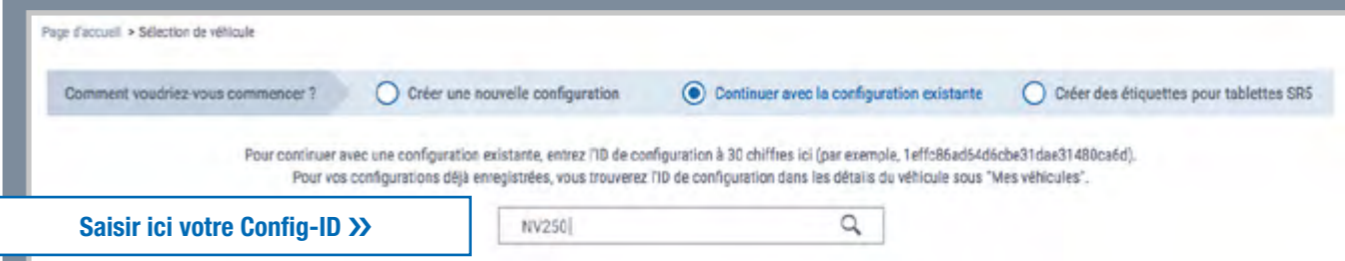 Page d'accueil > Sélection de véhicule
Comment voudriez-vous commencer ? Créer une nouvelle configuration Continuer avec la configuration existante Créer des étiquettes pour tablettes SR5
Pour continuer avec une configuration existante, entrez l'ID de configuration à 30 chiffres ici (par exemple, 1effc86ad54d6cbe31dae31480ca6d).
Pour vos configurations déjà enregistrées, vous trouverez l'ID de configuration dans les détails du véhicule sous "Mes véhicules".
Saisir ici votre Config-ID » NV250